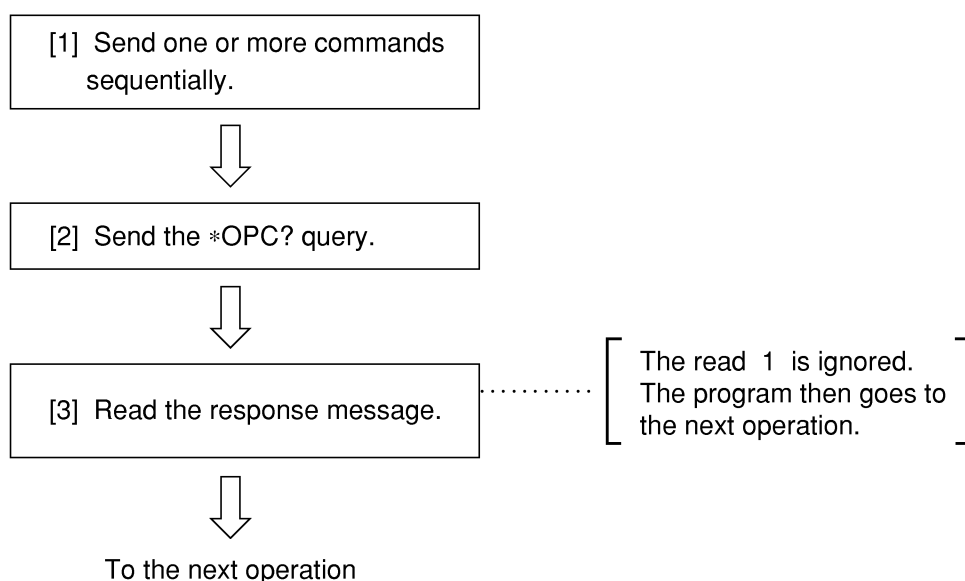 [1] Send one or more commands
sequentially.
[2] Send the *OPC? query.
[3] Read the response message.
The read 1 is ignored.
The program then goes to
the next operation.
To the next operation